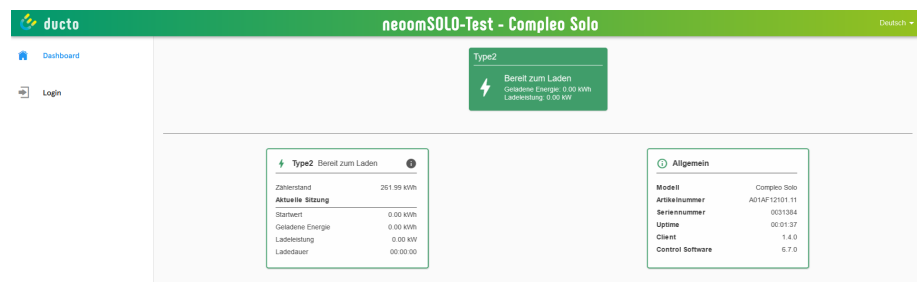 ducto
neoomSOLO-Test - Compleo Solo
Deutsch
Dashboard
Login
Type2
Bereit zum Laden
Geladene Energie: 0.00 kWh
Ladeleistung: 0.00 kW
Type2 Bereit zum Laden
Zählerstand 261.99 kWh
Aktuelle Sitzung
Startwert 0.00 kWh
Geladene Energie 0.00 kWh
Ladeleistung 0.00 kW
Ladedauer 00:00:00
Allgemein
Modell Compleo Solo
Artikelnummer A01AF12101.11
Seriennummer 0031384
Uptime 00:01:37
Client 1.4.0
Control Software 6.7.0